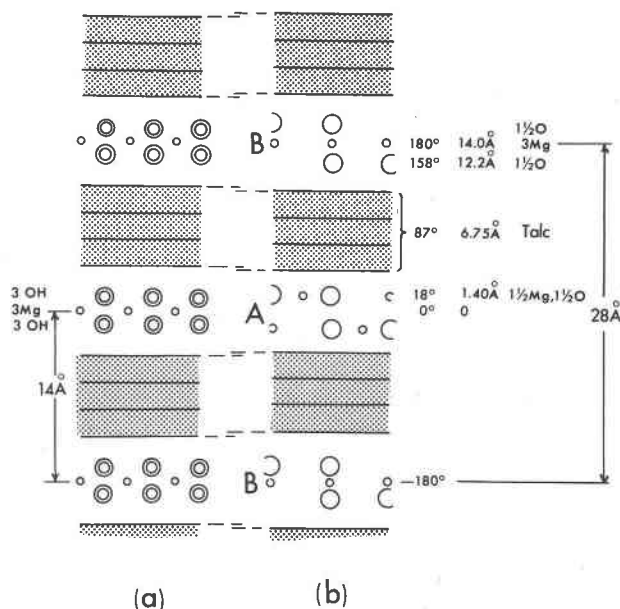 B 180° 14.0Å 1½O
3Mg
158° 12.2Å 1½O
87° 6.75Å Talc
3 OH
3Mg
3 OH
A 18° 1.40Å 1½Mg,1½O
0° 0
28Å
14Å
B —180°
(a) (b)